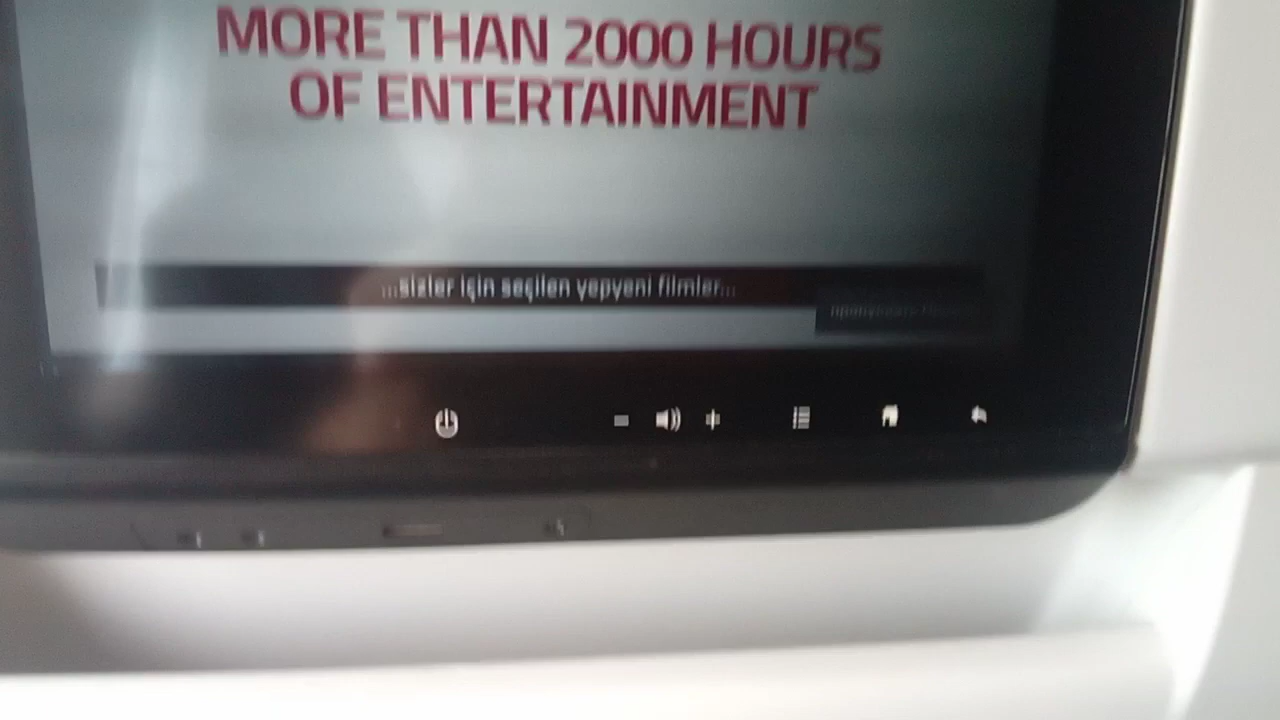 MORE THAN 2000 HOURS
OF ENTERTAINMENT
...sizler için seçilen yepyeni filmler...